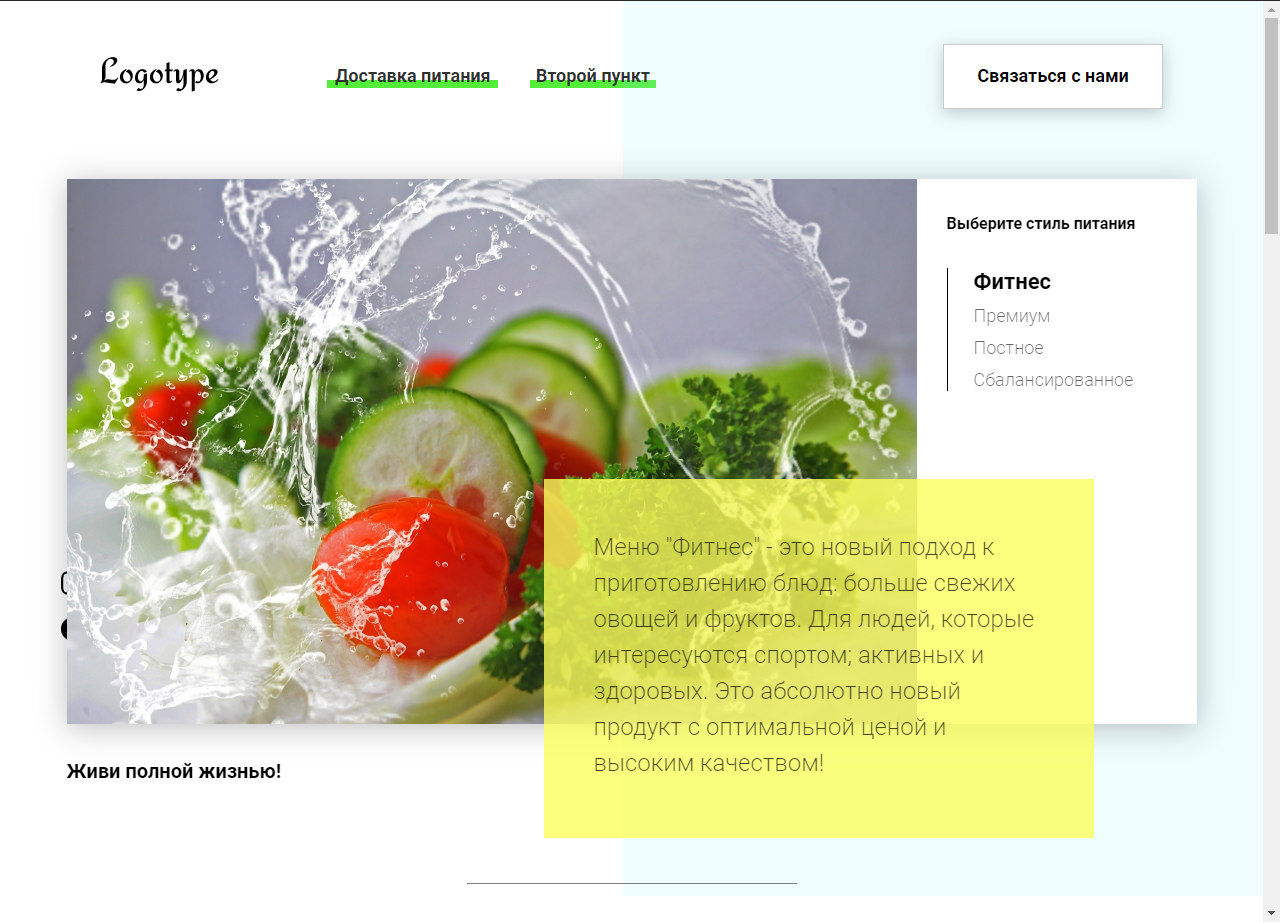 Logotype
Доставка питания
Второй пункт
Связаться с нами
Выберите стиль питания
Фитнес
Премиум
Постное
Сбалансированное
Меню "Фитнес" - это новый подход к
приготовлению блюд: больше свежих
овощей и фруктов. Для людей, которые
интересуются спортом; активных и
здоровых. Это абсолютно новый
продукт с оптимальной ценой и
высоким качеством!
Живи полной жизнью!